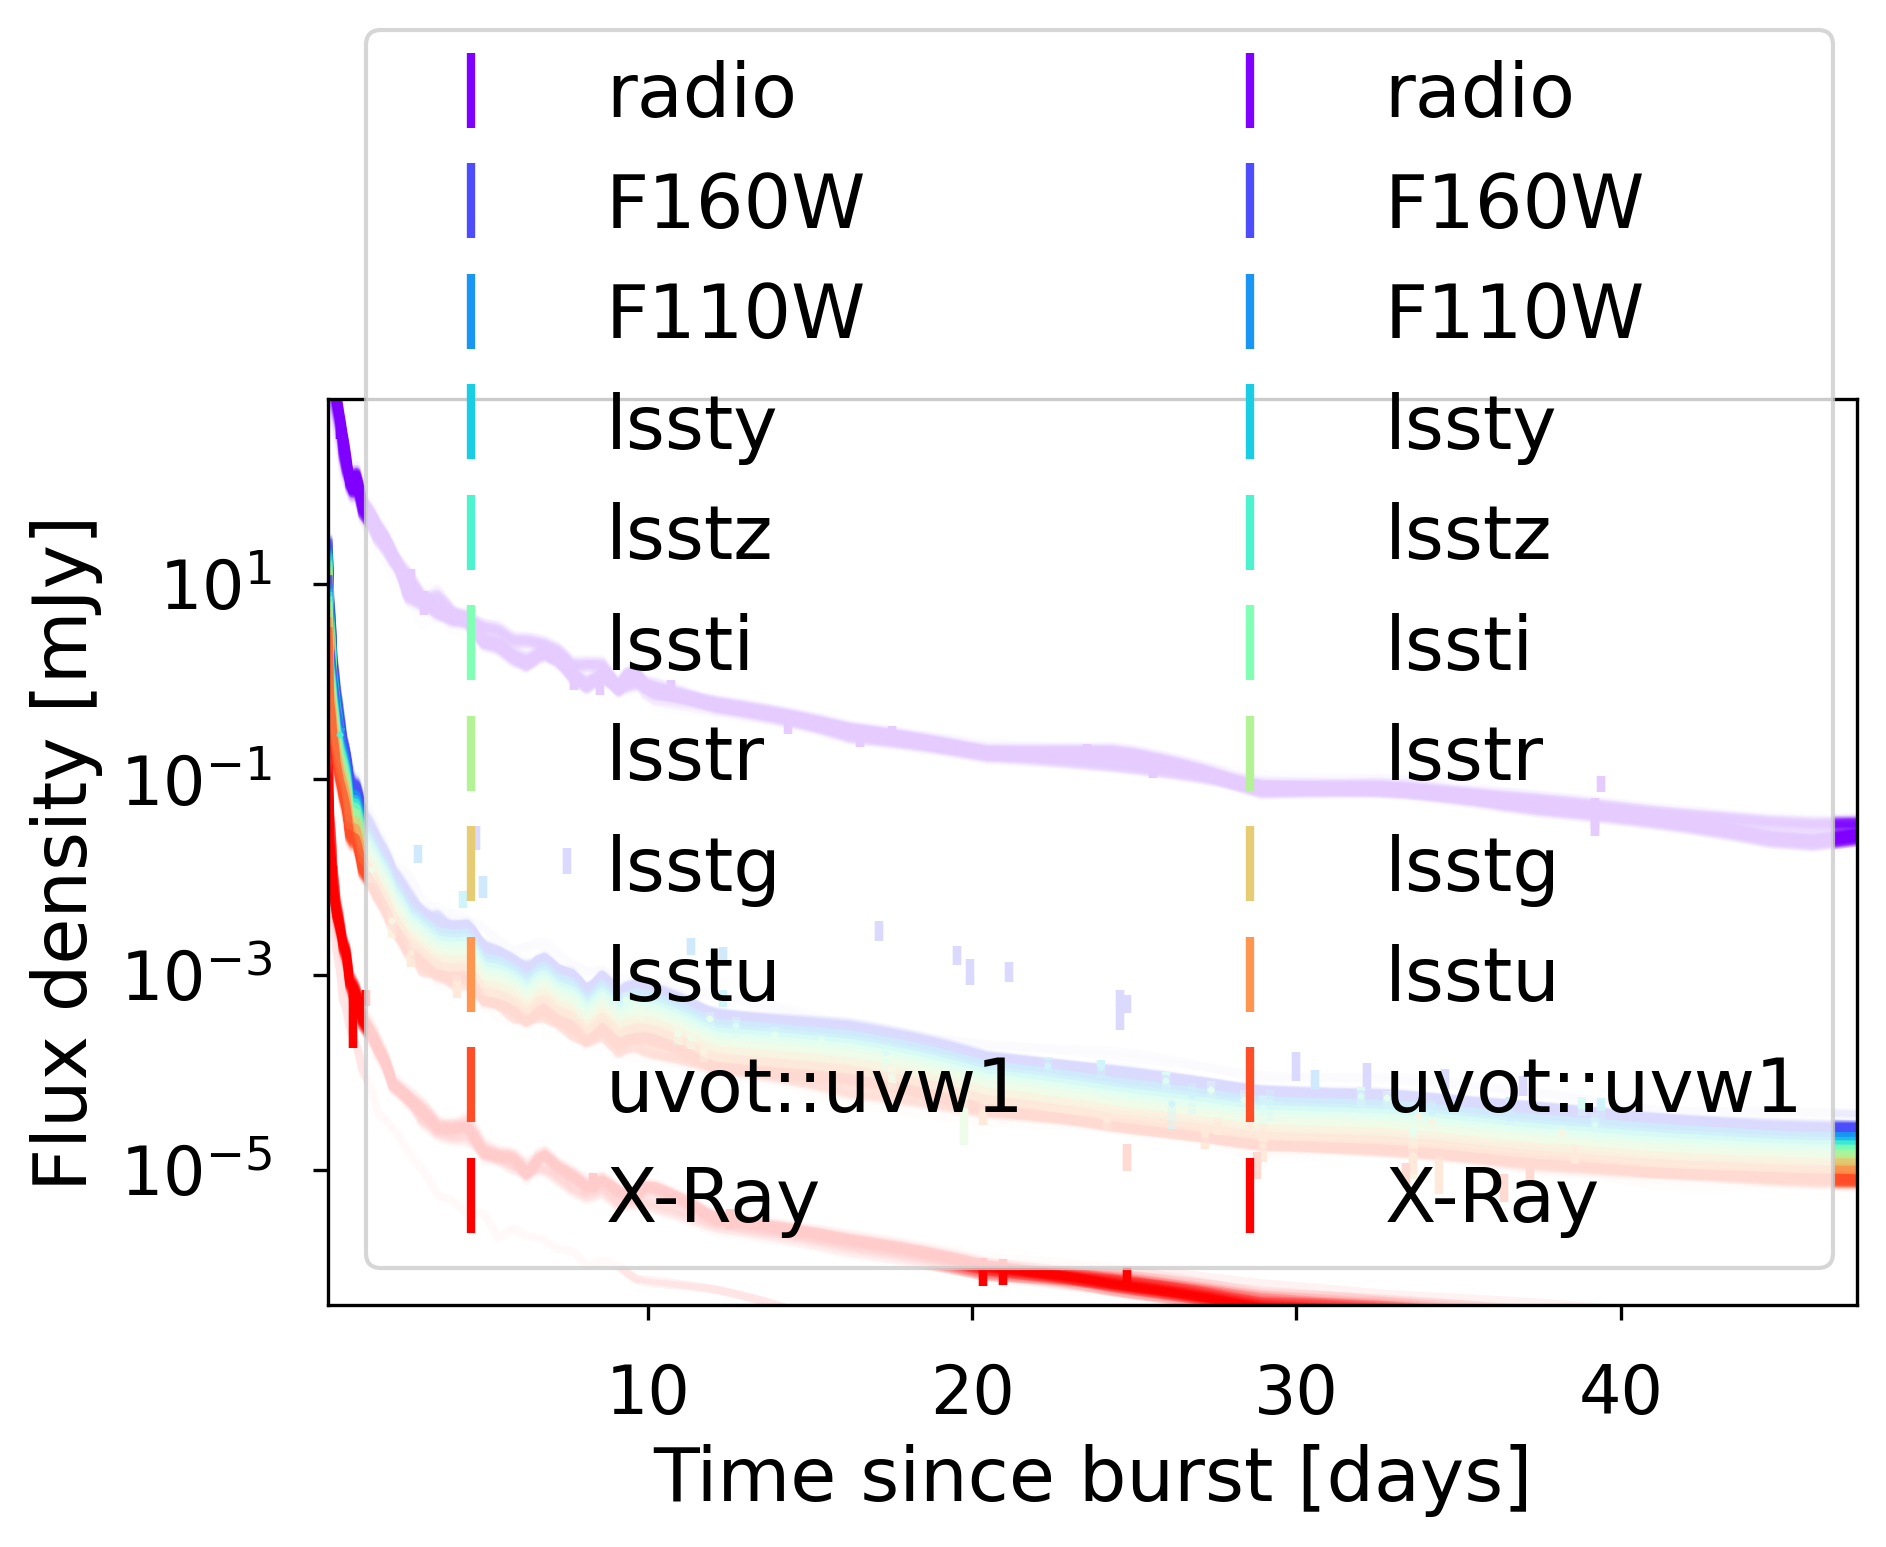 radio radio
F160W F160W
F110W F110W
lssty lssty
lsstz lsstz
lssti lssti
lsstr lsstr
lsstg lsstg
lsstu lsstu
uvot::uvw1 uvot::uvw1
X-Ray X-Ray
Flux density [mJy]
10¹
10⁻¹
10⁻³
10⁻⁵
10 20 30 40
Time since burst [days]